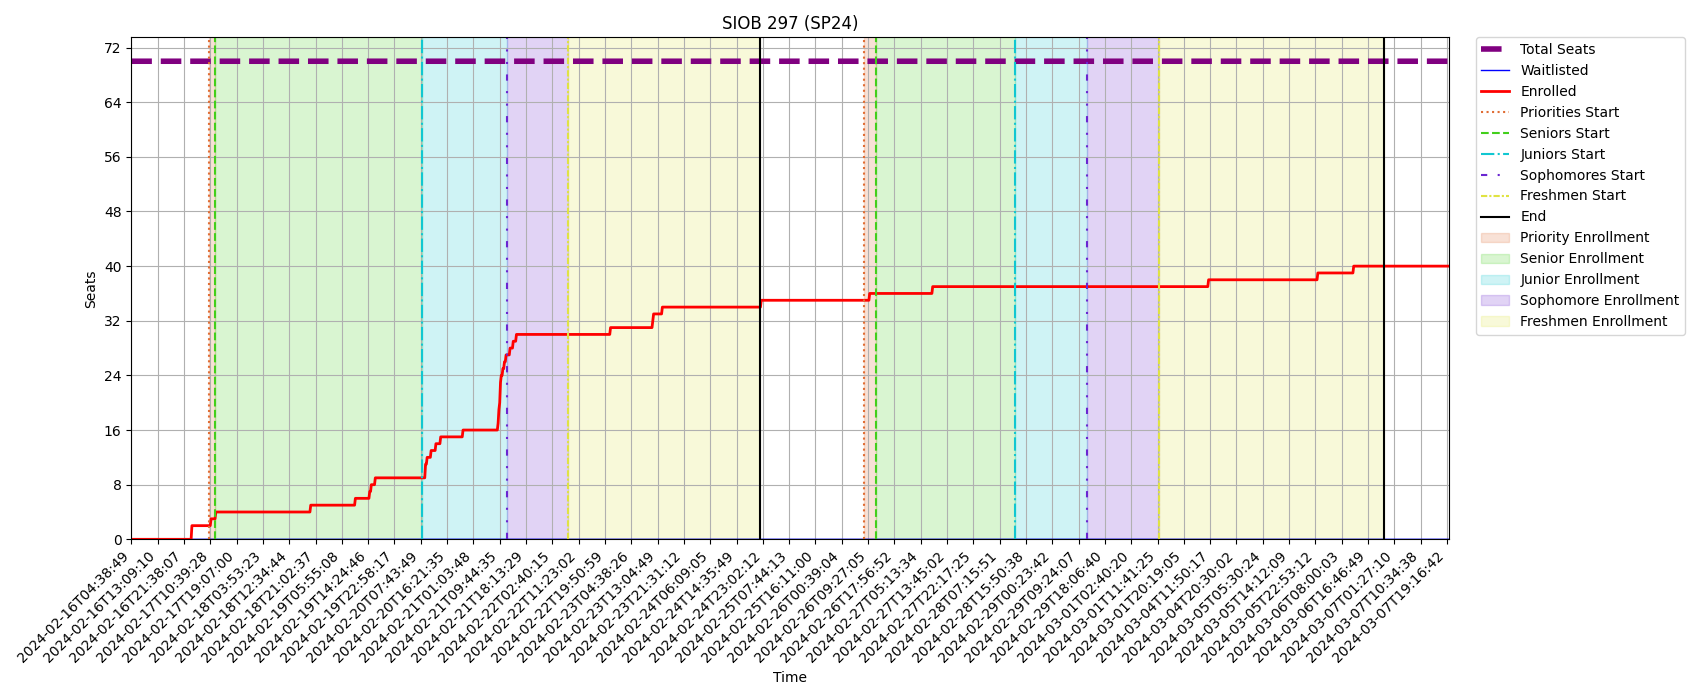 SIOB 297 (SP24)
72
64
56
48
40
32
24
16
8
0
Seats
2024-02-16T04:38:49
2024-02-16T13:09:10
2024-02-16T21:38:07
2024-02-17T10:39:28
2024-02-17T19:07:00
2024-02-18T03:53:23
2024-02-18T12:34:44
2024-02-18T21:02:37
2024-02-19T05:55:08
2024-02-19T14:24:46
2024-02-19T22:58:17
2024-02-20T07:43:49
2024-02-20T16:21:35
2024-02-21T01:03:48
2024-02-21T09:44:35
2024-02-21T18:13:29
2024-02-22T02:40:15
2024-02-22T11:23:02
2024-02-22T19:50:59
2024-02-23T04:38:26
2024-02-23T13:04:49
2024-02-23T21:31:12
2024-02-24T06:09:05
2024-02-24T14:35:49
2024-02-24T23:02:12
2024-02-25T07:44:13
2024-02-25T16:11:00
2024-02-26T00:39:04
2024-02-26T09:27:05
2024-02-26T17:56:52
2024-02-27T05:13:34
2024-02-27T13:45:02
2024-02-27T22:17:25
2024-02-28T07:15:51
2024-02-28T15:50:38
2024-02-29T00:23:42
2024-02-29T09:24:07
2024-02-29T18:06:40
2024-03-01T02:40:20
2024-03-01T11:41:25
2024-03-01T20:19:05
2024-03-04T11:50:17
2024-03-04T20:30:02
2024-03-05T05:30:24
2024-03-05T14:12:09
2024-03-05T22:53:12
2024-03-06T08:00:03
2024-03-06T16:46:49
2024-03-07T01:27:10
2024-03-07T10:34:38
2024-03-07T19:16:42
Time
Total Seats
Waitlisted
Enrolled
Priorities Start
Seniors Start
Juniors Start
Sophomores Start
Freshmen Start
End
Priority Enrollment
Senior Enrollment
Junior Enrollment
Sophomore Enrollment
Freshmen Enrollment